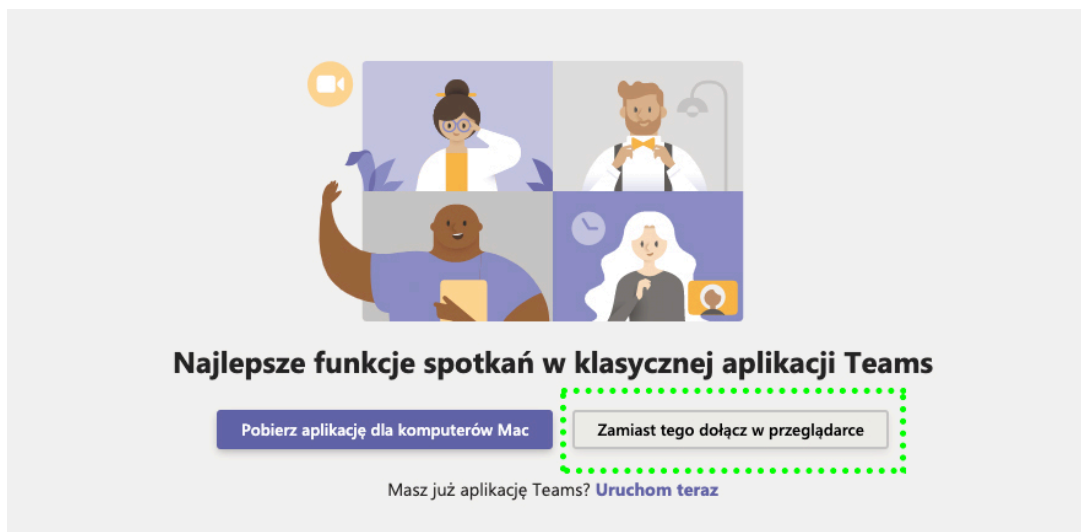 Najlepsze funkcje spotkań w klasycznej aplikacji Teams
Pobierz aplikację dla komputerów Mac
Zamiast tego dołącz w przeglądarce
Masz już aplikację Teams? Uruchom teraz